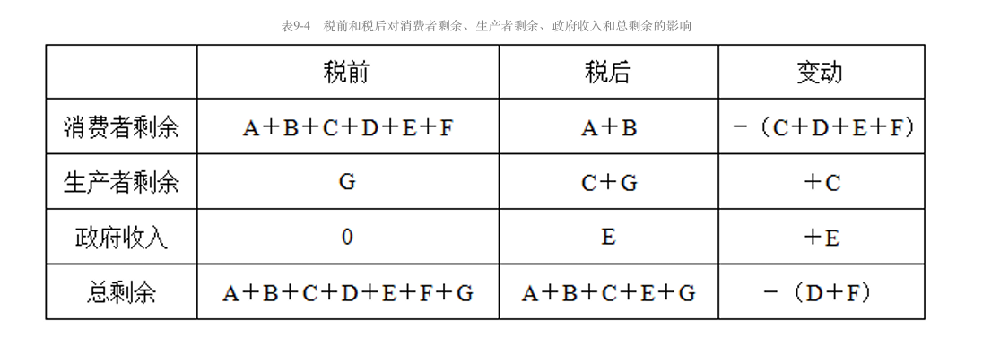 表9-4 税前和税后对消费者剩余、生产者剩余、政府收入和总剩余的影响
税前 税后 变动
消费者剩余 A+B+C+D+E+F A+B -（C+D+E+F）
生产者剩余 G C+G +C
政府收入 0 E +E
总剩余 A+B+C+D+E+F+G A+B+C+E+G -（D+F）